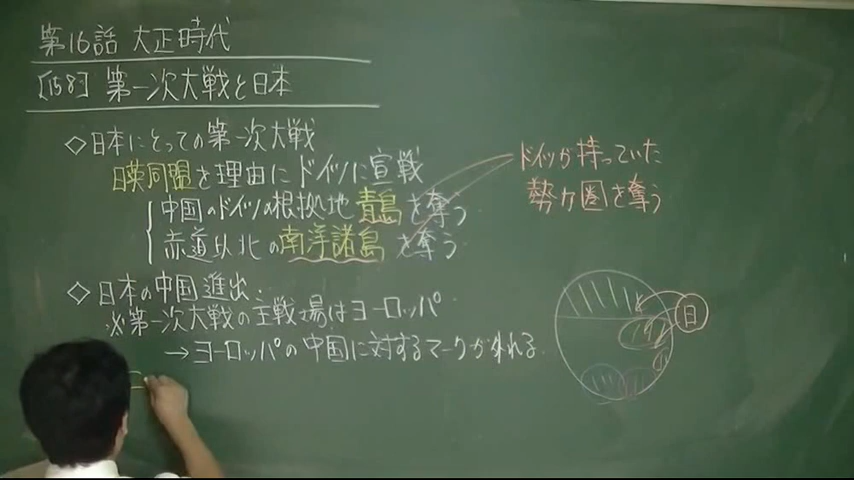 第16話 大正時代
[158] 第一次大戦と日本
◇日本にとっての第一次大戦
日英同盟を理由にドイツに宣戦
中国のドイツの根拠地 青島を奪う
赤道以北の南洋諸島を奪う
ドイツが持っていた
勢力圏を奪う
◇日本の中国進出
※第一次大戦の主戦場はヨーロッパ
→ヨーロッパの中国に対するマークが外れる
日